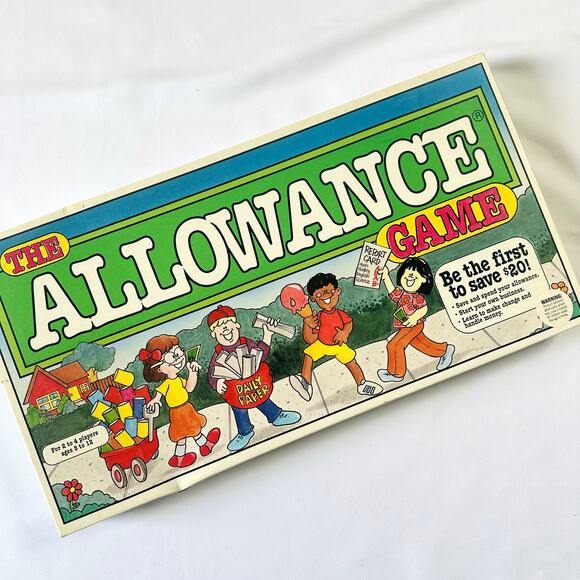 THE
ALLOWANCE®
GAME
Be the first
to save $20!
• Save and spend your allowance.
• Start your own business.
• Learn to make change and
handle money.
WARNING:
REPORT
CARD
DAILY
PAPER
For 2 to 4 players
ages 5 to 12